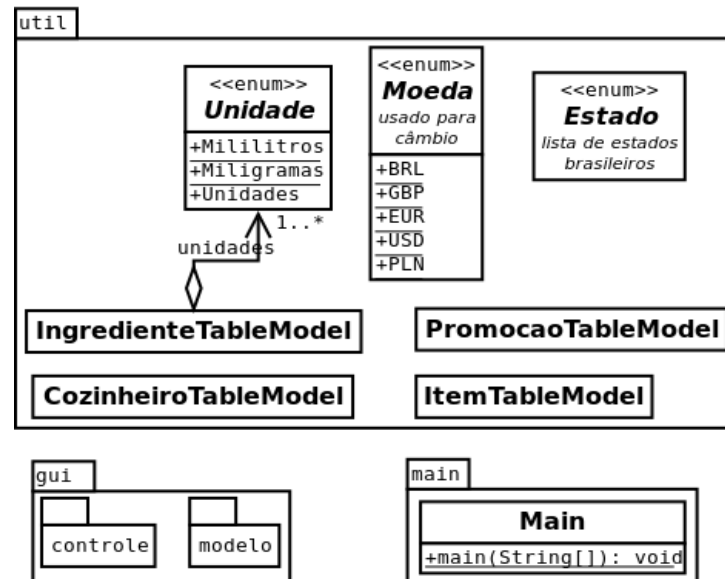 util
<<enum>>
Unidade
+Mililitros
+Miligramas
+Unidades
<<enum>>
Moeda
usado para
câmbio
+BRL
+GBP
+EUR
+USD
+PLN
<<enum>>
Estado
lista de estados
brasileiros
1..*
unidades
IngredienteTableModel
PromocaoTableModel
CozinheiroTableModel
ItemTableModel
gui
controle
modelo
main
Main
+main(String[]): void